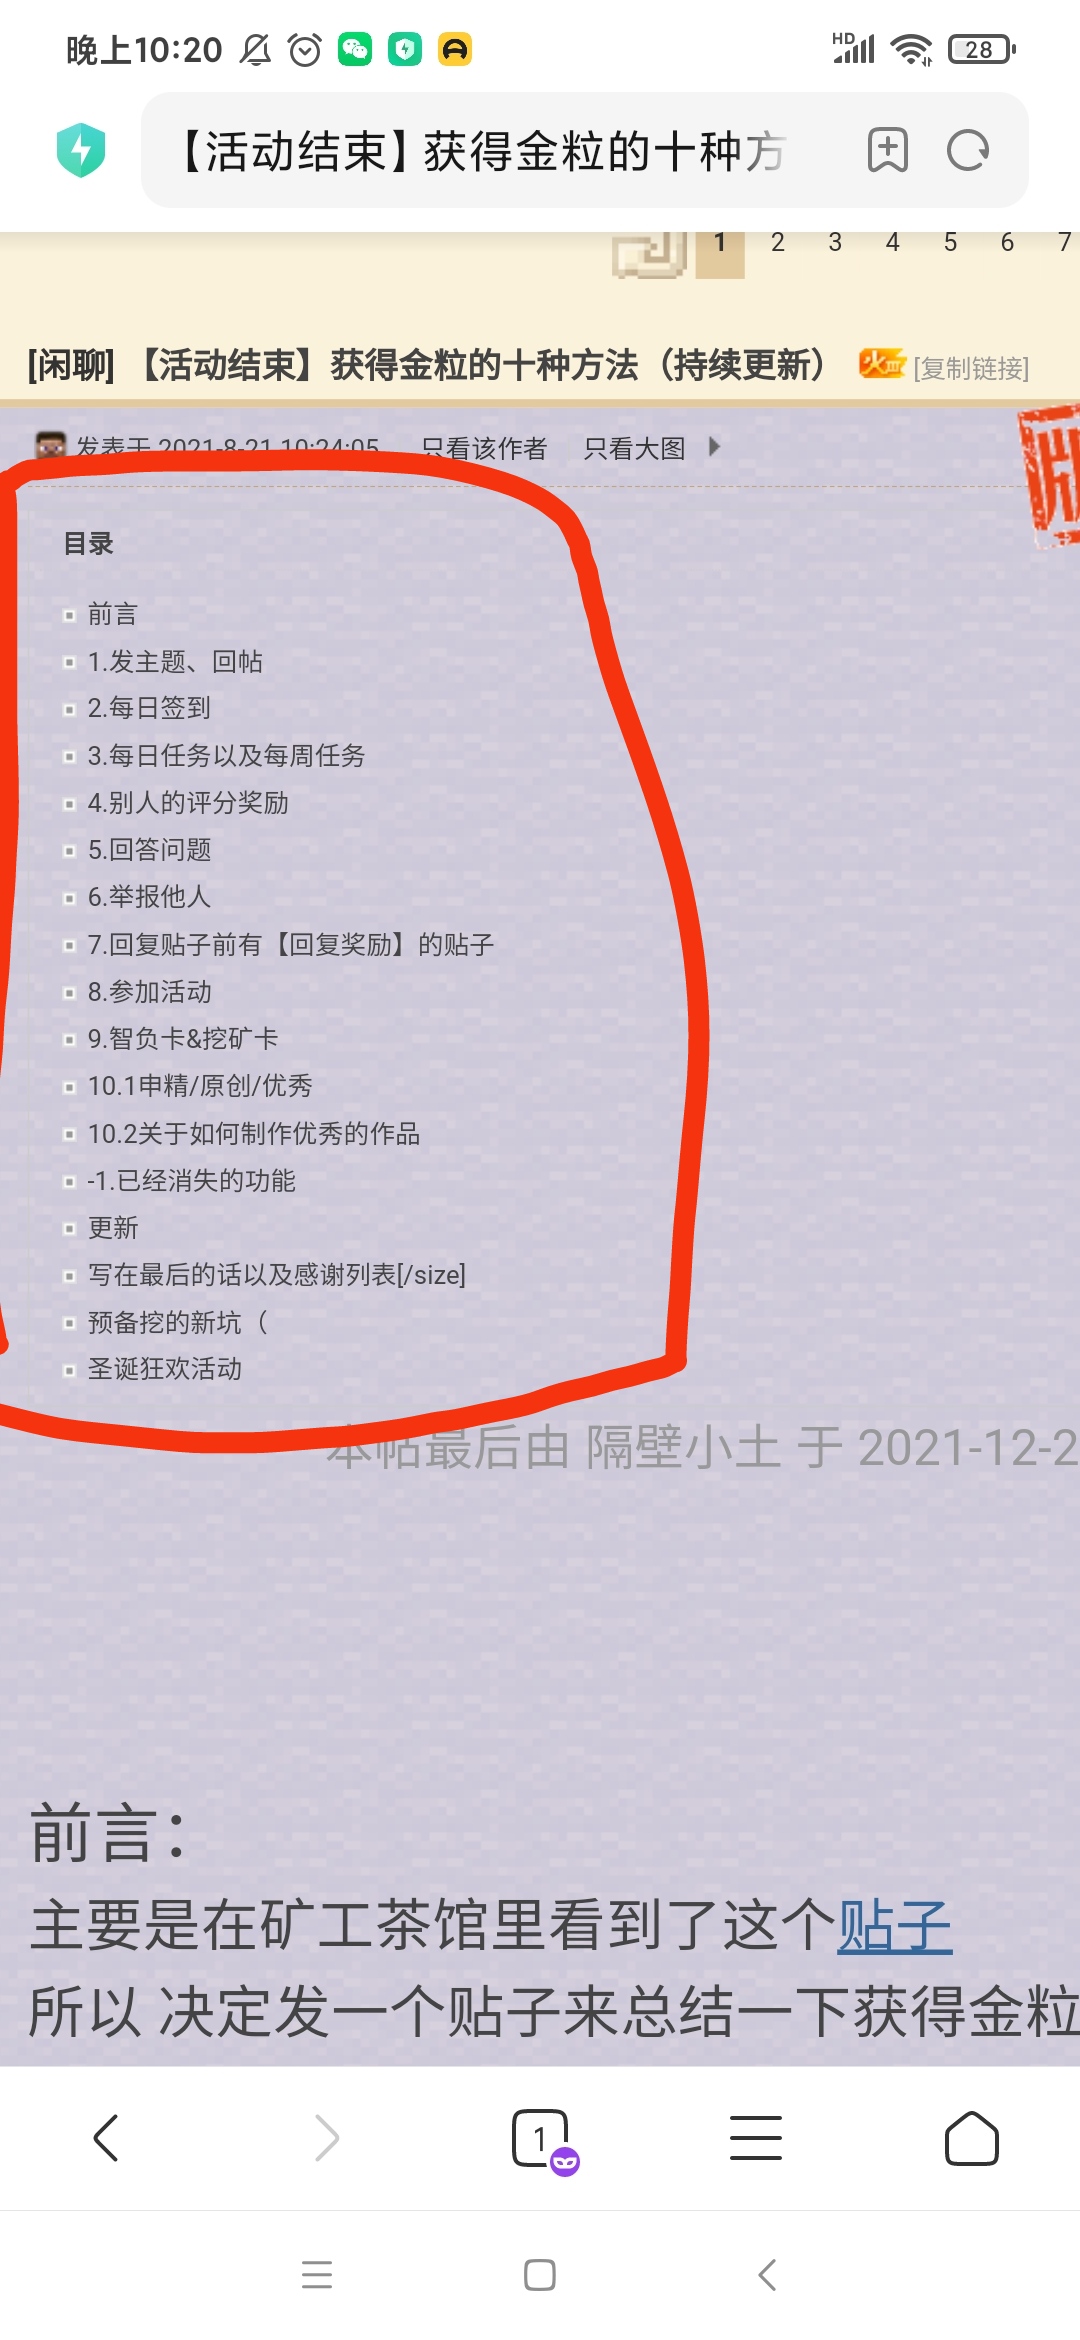 晚上10:20
HD
28
【活动结束】获得金粒的十种方
1 2 3 4 5 6 7
[闲聊] 【活动结束】获得金粒的十种方法（持续更新） 火 [复制链接]
发表于 2021-8-21 10:24:05 只看该作者 只看大图
目录
前言
1.发主题、回帖
2.每日签到
3.每日任务以及每周任务
4.别人的评分奖励
5.回答问题
6.举报他人
7.回复贴子前有【回复奖励】的贴子
8.参加活动
9.智负卡&挖矿卡
10.1申精/原创/优秀
10.2关于如何制作优秀的作品
-1.已经消失的功能
更新
写在最后的话以及感谢列表[/size]
预备挖的新坑（
圣诞狂欢活动
本帖最后由 隔壁小土 于 2021-12-2
前言：
主要是在矿工茶馆里看到了这个贴子
所以 决定发一个贴子来总结一下获得金粒
1